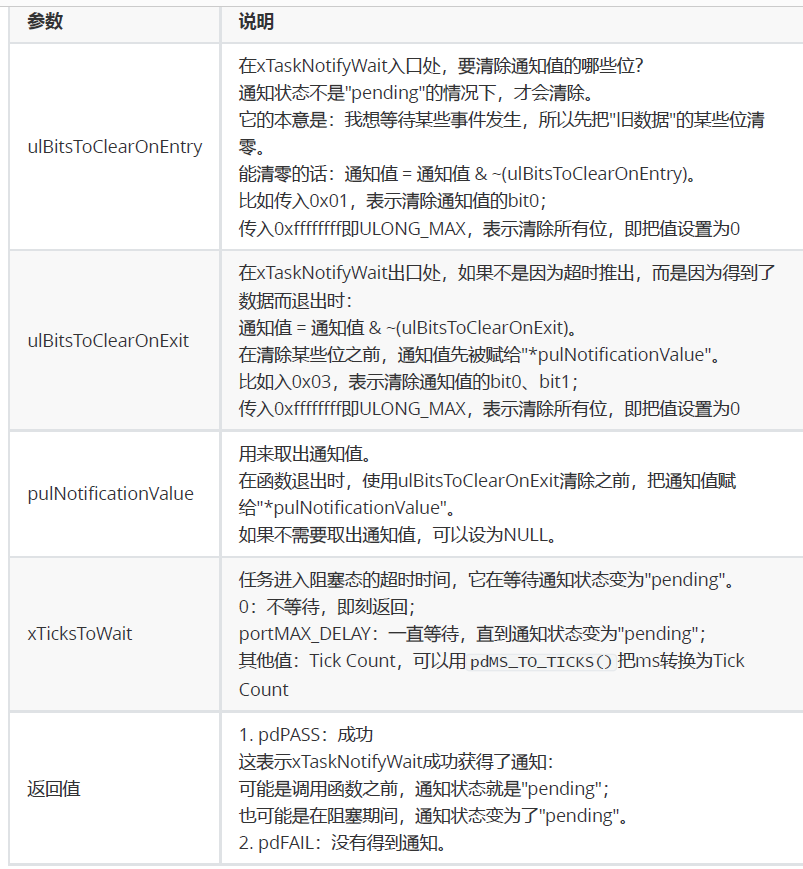 参数 说明
ulBitsToClearOnEntry
在xTaskNotifyWait入口处，要清除通知值的哪些位？
通知状态不是"pending"的情况下，才会清除。
它的本意是：我想等待某些事件发生，所以先把"旧数据"的某些位清
零。
能清零的话：通知值 = 通知值 & ~(ulBitsToClearOnEntry)。
比如传入0x01，表示清除通知值的bit0；
传入0xffffffff即ULONG_MAX，表示清除所有位，即把值设置为0
ulBitsToClearOnExit
在xTaskNotifyWait出口处，如果不是因为超时推出，而是因为得到了
数据而退出时：
通知值 = 通知值 & ~(ulBitsToClearOnExit)。
在清除某些位之前，通知值先被赋给"*pulNotificationValue"。
比如入0x03，表示清除通知值的bit0、bit1；
传入0xffffffff即ULONG_MAX，表示清除所有位，即把值设置为0
pulNotificationValue
用来取出通知值。
在函数退出时，使用ulBitsToClearOnExit清除之前，把通知值赋
给"*pulNotificationValue"。
如果不需要取出通知值，可以设为NULL。
xTicksToWait
任务进入阻塞态的超时时间，它在等待通知状态变为"pending"。
0：不等待，即刻返回；
portMAX_DELAY：一直等待，直到通知状态变为"pending"；
其他值：Tick Count，可以用pdMS_TO_TICKS()把ms转换为Tick
Count
返回值
1. pdPASS：成功
这表示xTaskNotifyWait成功获得了通知：
可能是调用函数之前，通知状态就是"pending"；
也可能是在阻塞期间，通知状态变为了"pending"。
2. pdFAIL：没有得到通知。